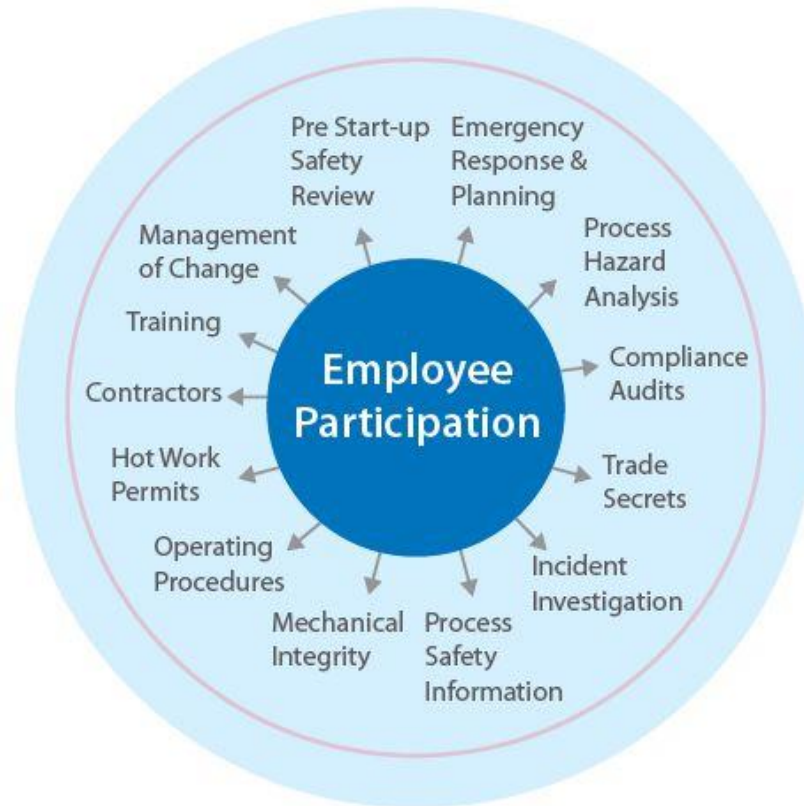 Pre Start-up
Safety
Review
Emergency
Response &
Planning
Process
Hazard
Analysis
Compliance
Audits
Trade
Secrets
Incident
Investigation
Process
Safety
Information
Mechanical
Integrity
Operating
Procedures
Hot Work
Permits
Contractors
Training
Management
of Change
Employee
Participation